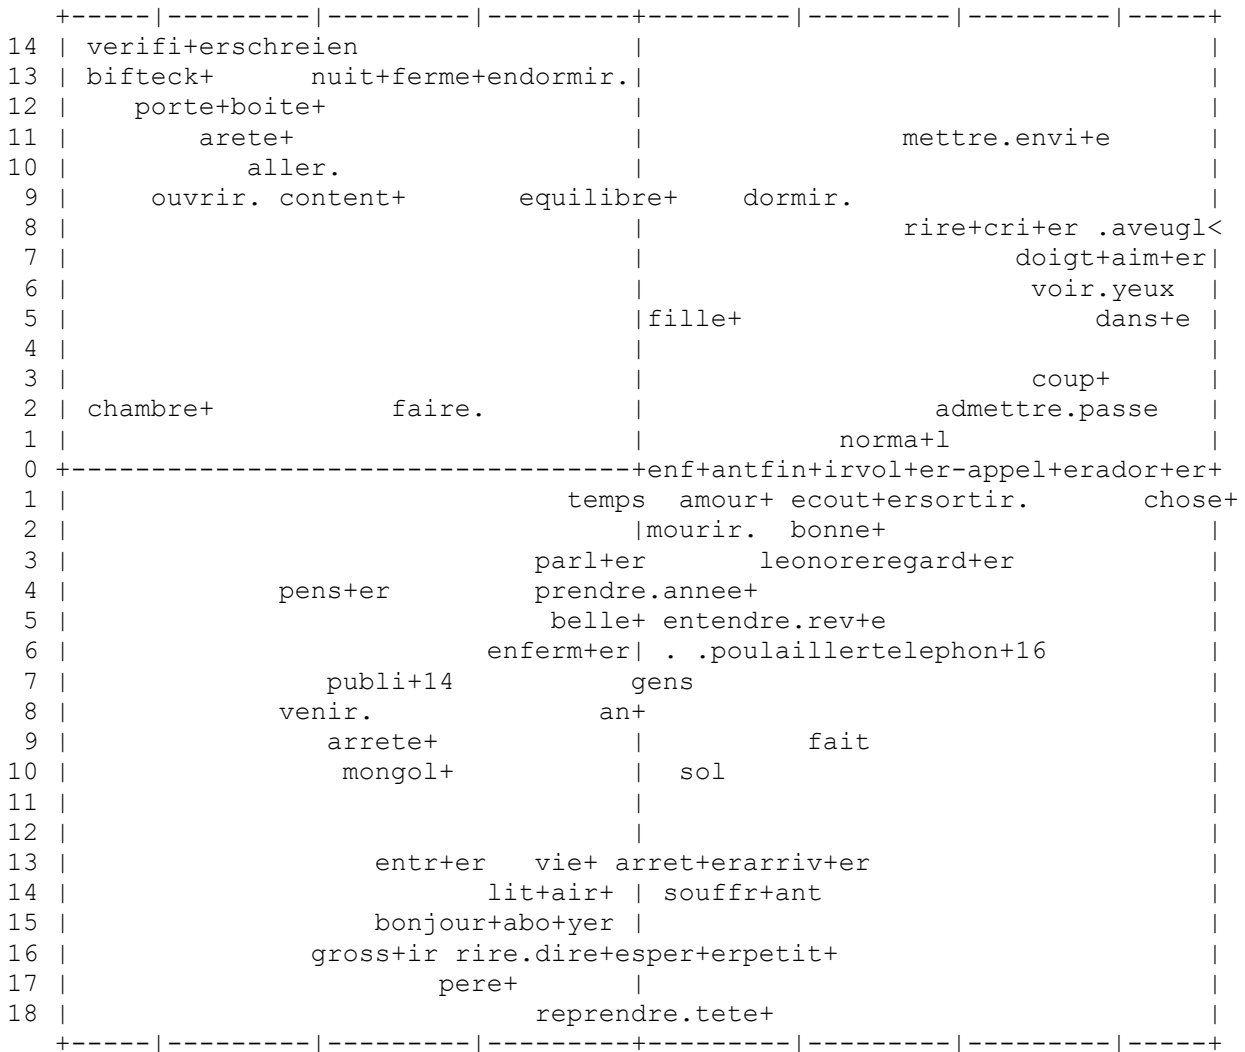 +-----|---------|---------|---------+---------|---------|---------|-----+
14 | verifi+erschreien | |
13 | bifteck+ nuit+ferme+endormir.| |
12 | porte+boite+ | |
11 | arete+ | mettre.envi+e |
10 | aller. | |
9 | ouvrir. content+ equilibre+ dormir. |
8 | | rire+cri+er .aveugl<
7 | | doigt+aim+er|
6 | | voir.yeux |
5 | |fille+ dans+e |
4 | | |
3 | | coup+ |
2 | chambre+ faire. | admettre.passe |
1 | | norma+l |
0 +-----------------------------------+enf+antfin+irvol+er-appel+erador+er+
1 | temps amour+ ecout+ersortir. chose+
2 | |mourir. bonne+ |
3 | parl+er leonoreregard+er |
4 | pens+er prendre.annee+ |
5 | belle+ entendre.rev+e |
6 | enferm+er| . .poulaillertelephon+16 |
7 | publi+14 gens |
8 | venir. an+ |
9 | arrete+ | fait |
10 | mongol+ | sol |
11 | | |
12 | | |
13 | entr+er vie+ arret+erarriv+er |
14 | lit+air+ | souffr+ant |
15 | bonjour+abo+yer | |
16 | gross+ir rire.dire+esper+erpetit+ |
17 | pere+ | |
18 | reprendre.tete+ |
+-----|---------|---------|---------+---------|---------|---------|-----+